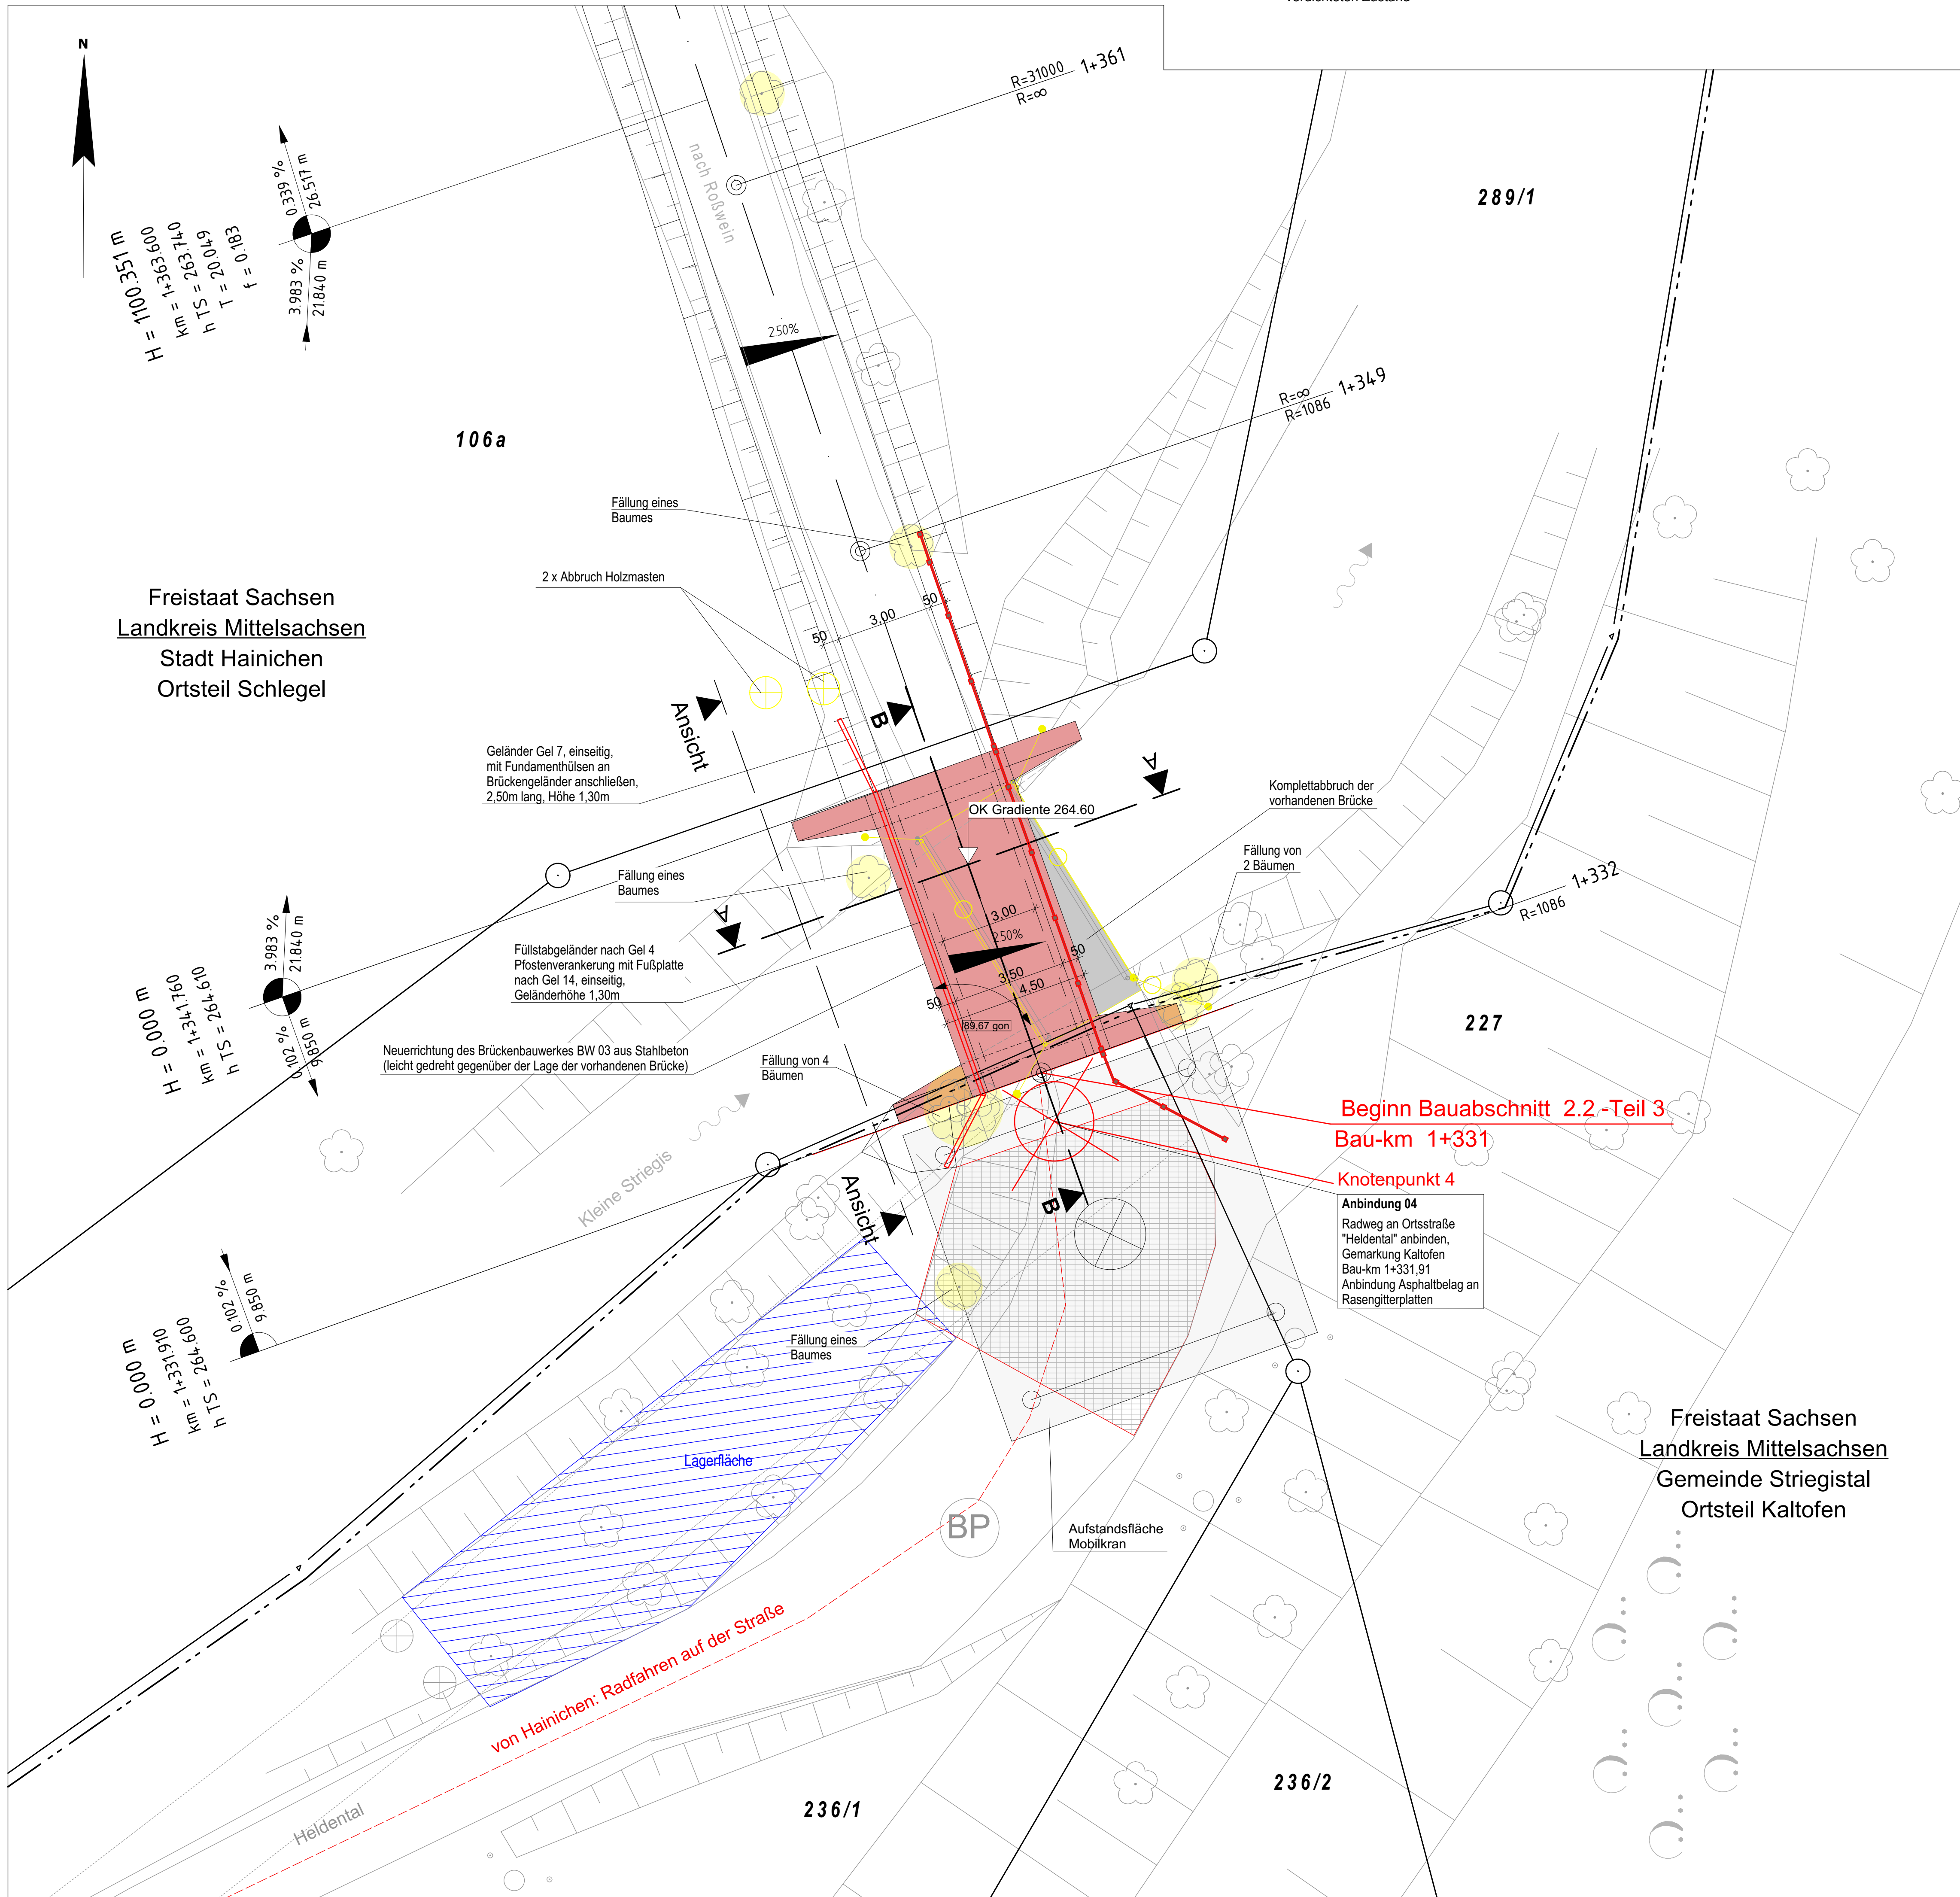 N
R=31000
R=∞
1+361
nach Roßwein
289/1
0.339 %
26.517 m
3.983 %
21.840 m
H = 1100.351 m
km = 1+363.600
h TS = 263.740
T = 20.049
f = 0.183
250%
R=∞
R=1086
1+349
106a
Fällung eines
Baumes
2 x Abbruch Holzmasten
Freistaat Sachsen
Landkreis Mittelsachsen
Stadt Hainichen
Ortsteil Schlegel
50
3,00
50
Ansicht
B
A
Geländer Gel 7, einseitig,
mit Fundamenthülsen an
Brückengeländer anschließen,
2,50m lang, Höhe 1,30m
OK Gradiente 264.60
Komplettabbruch der
vorhandenen Brücke
Fällung von
2 Bäumen
Fällung eines
Baumes
A
1+332
R=1086
3,00
250%
50
3,50
4,50
50
89,67 gon
Füllstabgeländer nach Gel 4
Pfostenverankerung mit Fußplatte
nach Gel 14, einseitig,
Geländerhöhe 1,30m
3.983 %
21.840 m
0.102 %
9.850 m
H = 0.000 m
km = 1+341.760
h TS = 264.610
227
Neuerrichtung des Brückenbauwerkes BW 03 aus Stahlbeton
(leicht gedreht gegenüber der Lage der vorhandenen Brücke)
Fällung von 4
Bäumen
Beginn Bauabschnitt 2.2 -Teil 3
Bau-km 1+331
Knotenpunkt 4
Anbindung 04
Radweg an Ortsstraße
"Heldental" anbinden,
Gemarkung Kaltofen
Bau-km 1+331,91
Anbindung Asphaltbelag an
Rasengitterplatten
Kleine Striegis
Ansicht
B
0.102 %
9.850 m
H = 0.000 m
km = 1+331.910
h TS = 264.600
Fällung eines
Baumes
Lagerfläche
Freistaat Sachsen
Landkreis Mittelsachsen
Gemeinde Striegistal
Ortsteil Kaltofen
BP
Aufstandsfläche
Mobilkran
von Hainichen: Radfahren auf der Straße
Heldental
236/1
236/2